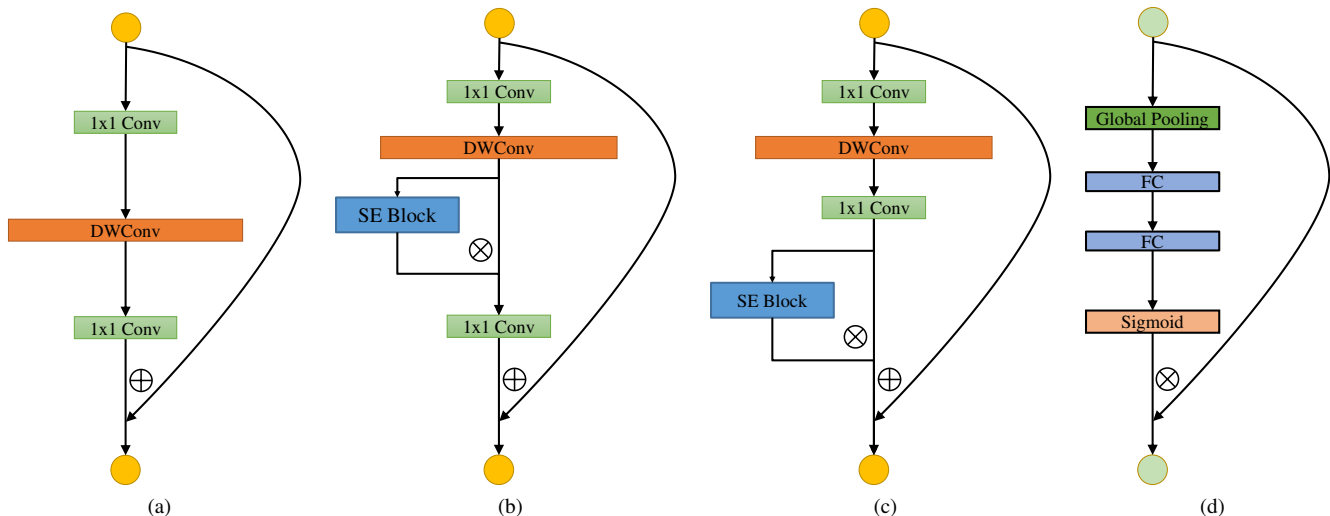 1x1 Conv
DWConv
1x1 Conv
(a)
1x1 Conv
DWConv
SE Block
1x1 Conv
(b)
1x1 Conv
DWConv
1x1 Conv
SE Block
(c)
Global Pooling
FC
FC
Sigmoid
(d)